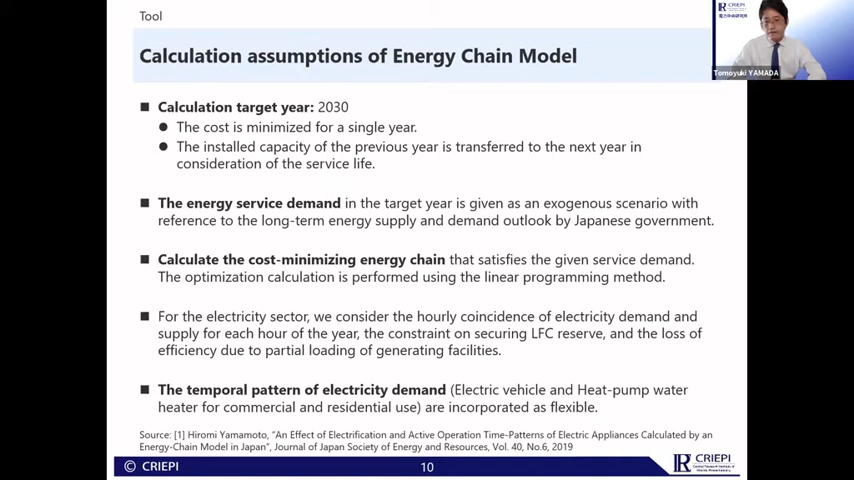 Tool
Calculation assumptions of Energy Chain Model
CRIEPI
電力中央研究所
Tomoyuki YAMADA
■ Calculation target year: 2030
● The cost is minimized for a single year.
● The installed capacity of the previous year is transferred to the next year in
consideration of the service life.
■ The energy service demand in the target year is given as an exogenous scenario with
reference to the long-term energy supply and demand outlook by Japanese government.
■ Calculate the cost-minimizing energy chain that satisfies the given service demand.
The optimization calculation is performed using the linear programming method.
■ For the electricity sector, we consider the hourly coincidence of electricity demand and
supply for each hour of the year, the constraint on securing LFC reserve, and the loss of
efficiency due to partial loading of generating facilities.
■ The temporal pattern of electricity demand (Electric vehicle and Heat-pump water
heater for commercial and residential use) are incorporated as flexible.
Source: [1] Hiromi Yamamoto, "An Effect of Electrification and Active Operation Time-Patterns of Electric Appliances Calculated by an
Energy-Chain Model in Japan", Journal of Japan Society of Energy and Resources, Vol. 40, No.6, 2019
© CRIEPI
10
CRIEPI